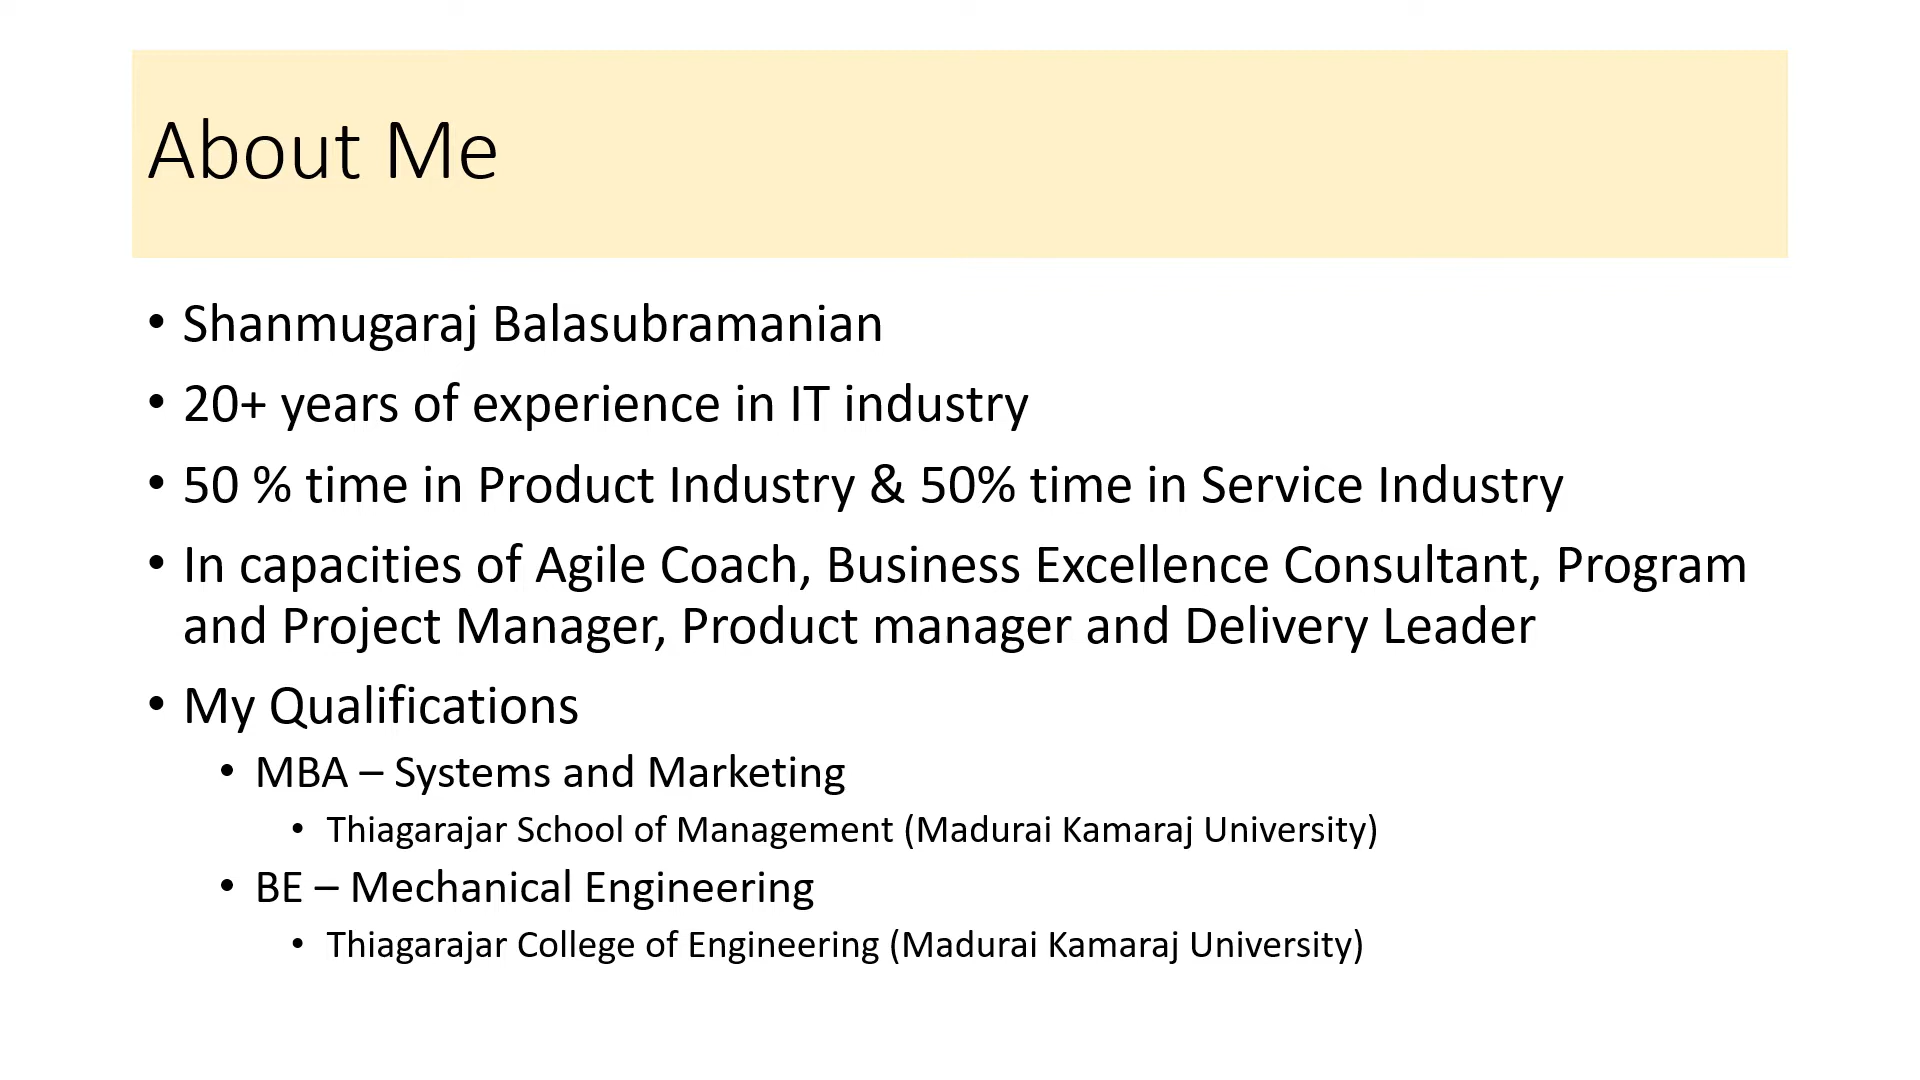 About Me
• Shanmugaraj Balasubramanian
• 20+ years of experience in IT industry
• 50 % time in Product Industry & 50% time in Service Industry
• In capacities of Agile Coach, Business Excellence Consultant, Program
and Project Manager, Product manager and Delivery Leader
• My Qualifications
• MBA – Systems and Marketing
• Thiagarajar School of Management (Madurai Kamaraj University)
• BE – Mechanical Engineering
• Thiagarajar College of Engineering (Madurai Kamaraj University)